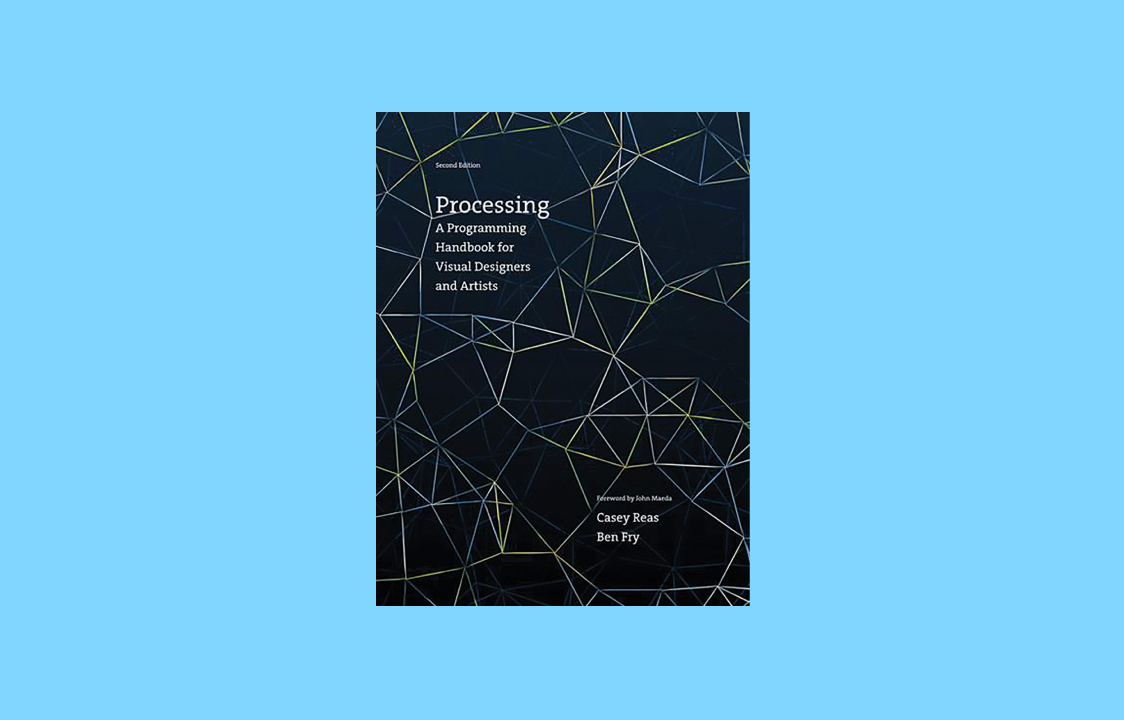 Second Edition
Processing
A Programming
Handbook for
Visual Designers
and Artists
Foreword by John Maeda
Casey Reas
Ben Fry